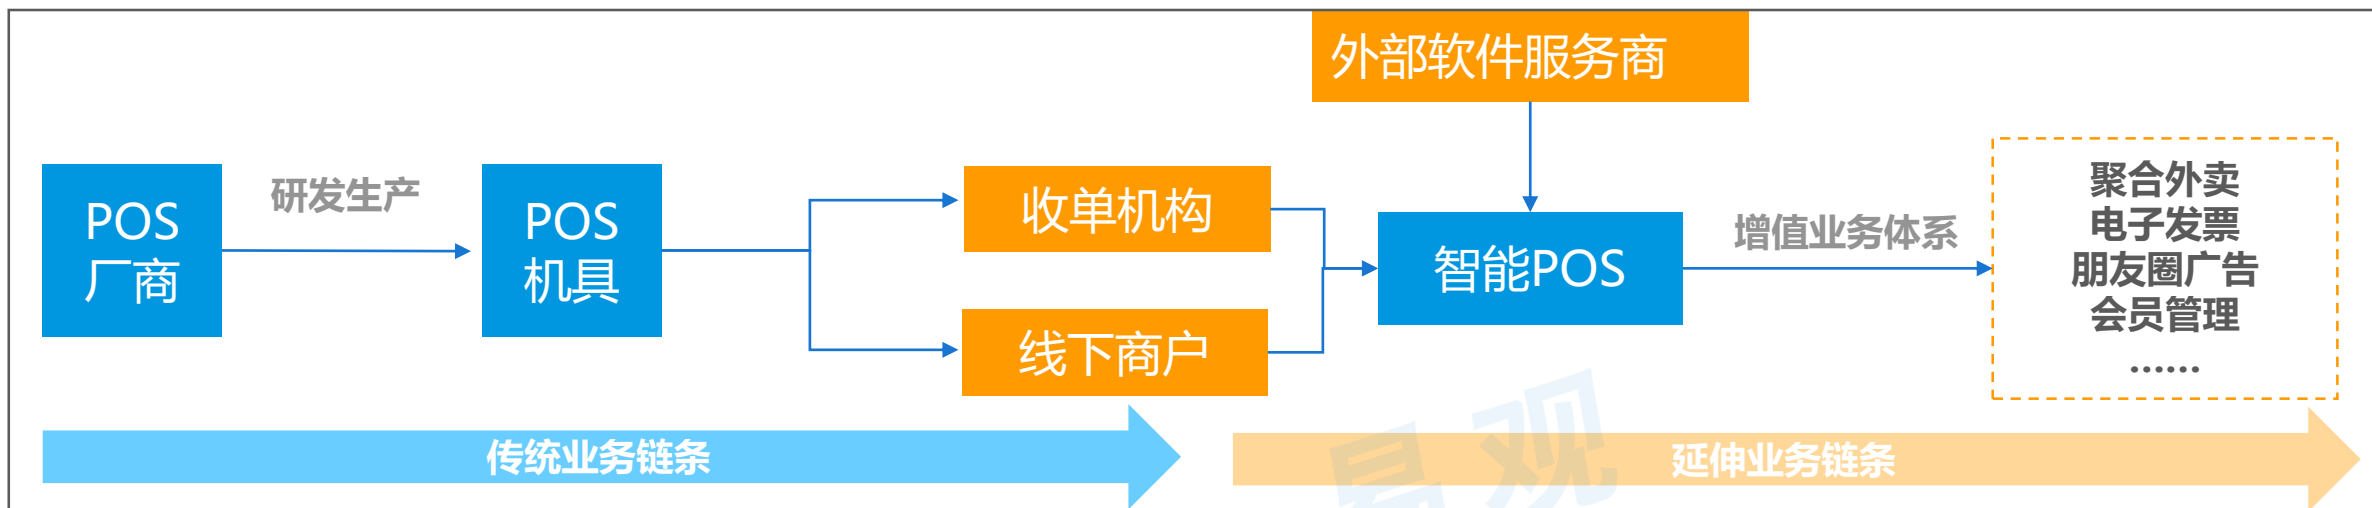 外部软件服务商
POS
厂商
研发生产
POS
机具
收单机构
线下商户
智能POS
增值业务体系
聚合外卖
电子发票
朋友圈广告
会员管理
……
传统业务链条
延伸业务链条
易观